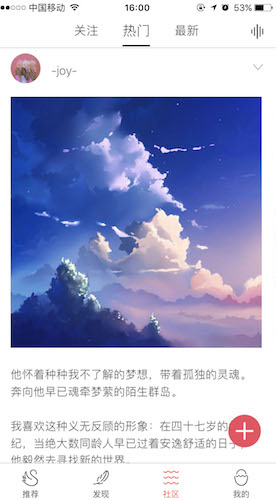 中国移动 16:00 53%
关注 热门 最新
-joy-
他怀着种种我不了解的梦想，带着孤独的灵魂。
奔向他早已魂牵梦萦的陌生群岛。
我喜欢这种义无反顾的形象：在四十七岁的
纪，当绝大数同龄人早已过着安逸舒适的日子，
他毅然去寻找新的世界。
推荐 发现 社区 我的